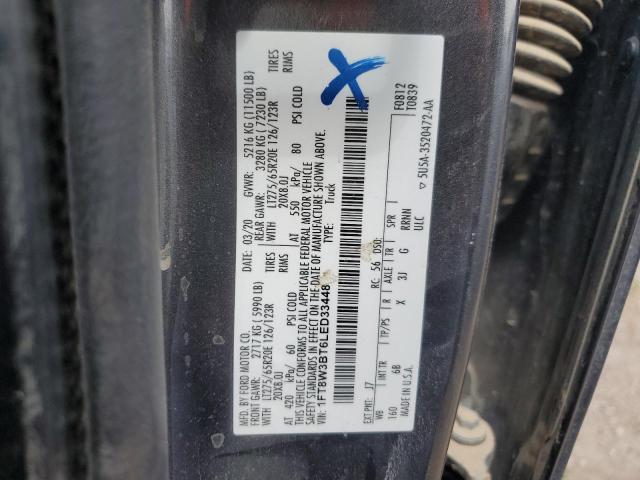 MFD. BY FORD MOTOR CO.
DATE: 03/20 GVWR: 5216 KG (11500 LB)
FRONT GAWR: 2717 KG (5990 LB) REAR GAWR: 3280 KG (7230 LB)
LT275/65R20E 126/123R TIRES WITH LT275/65R20E 126/123R TIRES
20X8.0J RIMS 20X8.0J RIMS
AT 420 kPa/ 60 PSI COLD AT 550 kPa/ 80 PSI COLD
THIS VEHICLE CONFORMS TO ALL APPLICABLE FEDERAL MOTOR VEHICLE
SAFETY STANDARDS IN EFFECT ON THE DATE OF MANUFACTURE SHOWN ABOVE.
VIN: 1FT8W3BT6LED33448 TYPE: Truck
F0812
T0839
EXT PNT: J7 RC: 56 DSO:
WB INT TR TP/PS R AXLE TR SPR
160 6B X 3J G RRNN
MADE IN U.S.A. ULC
5U5A-3520472-AA